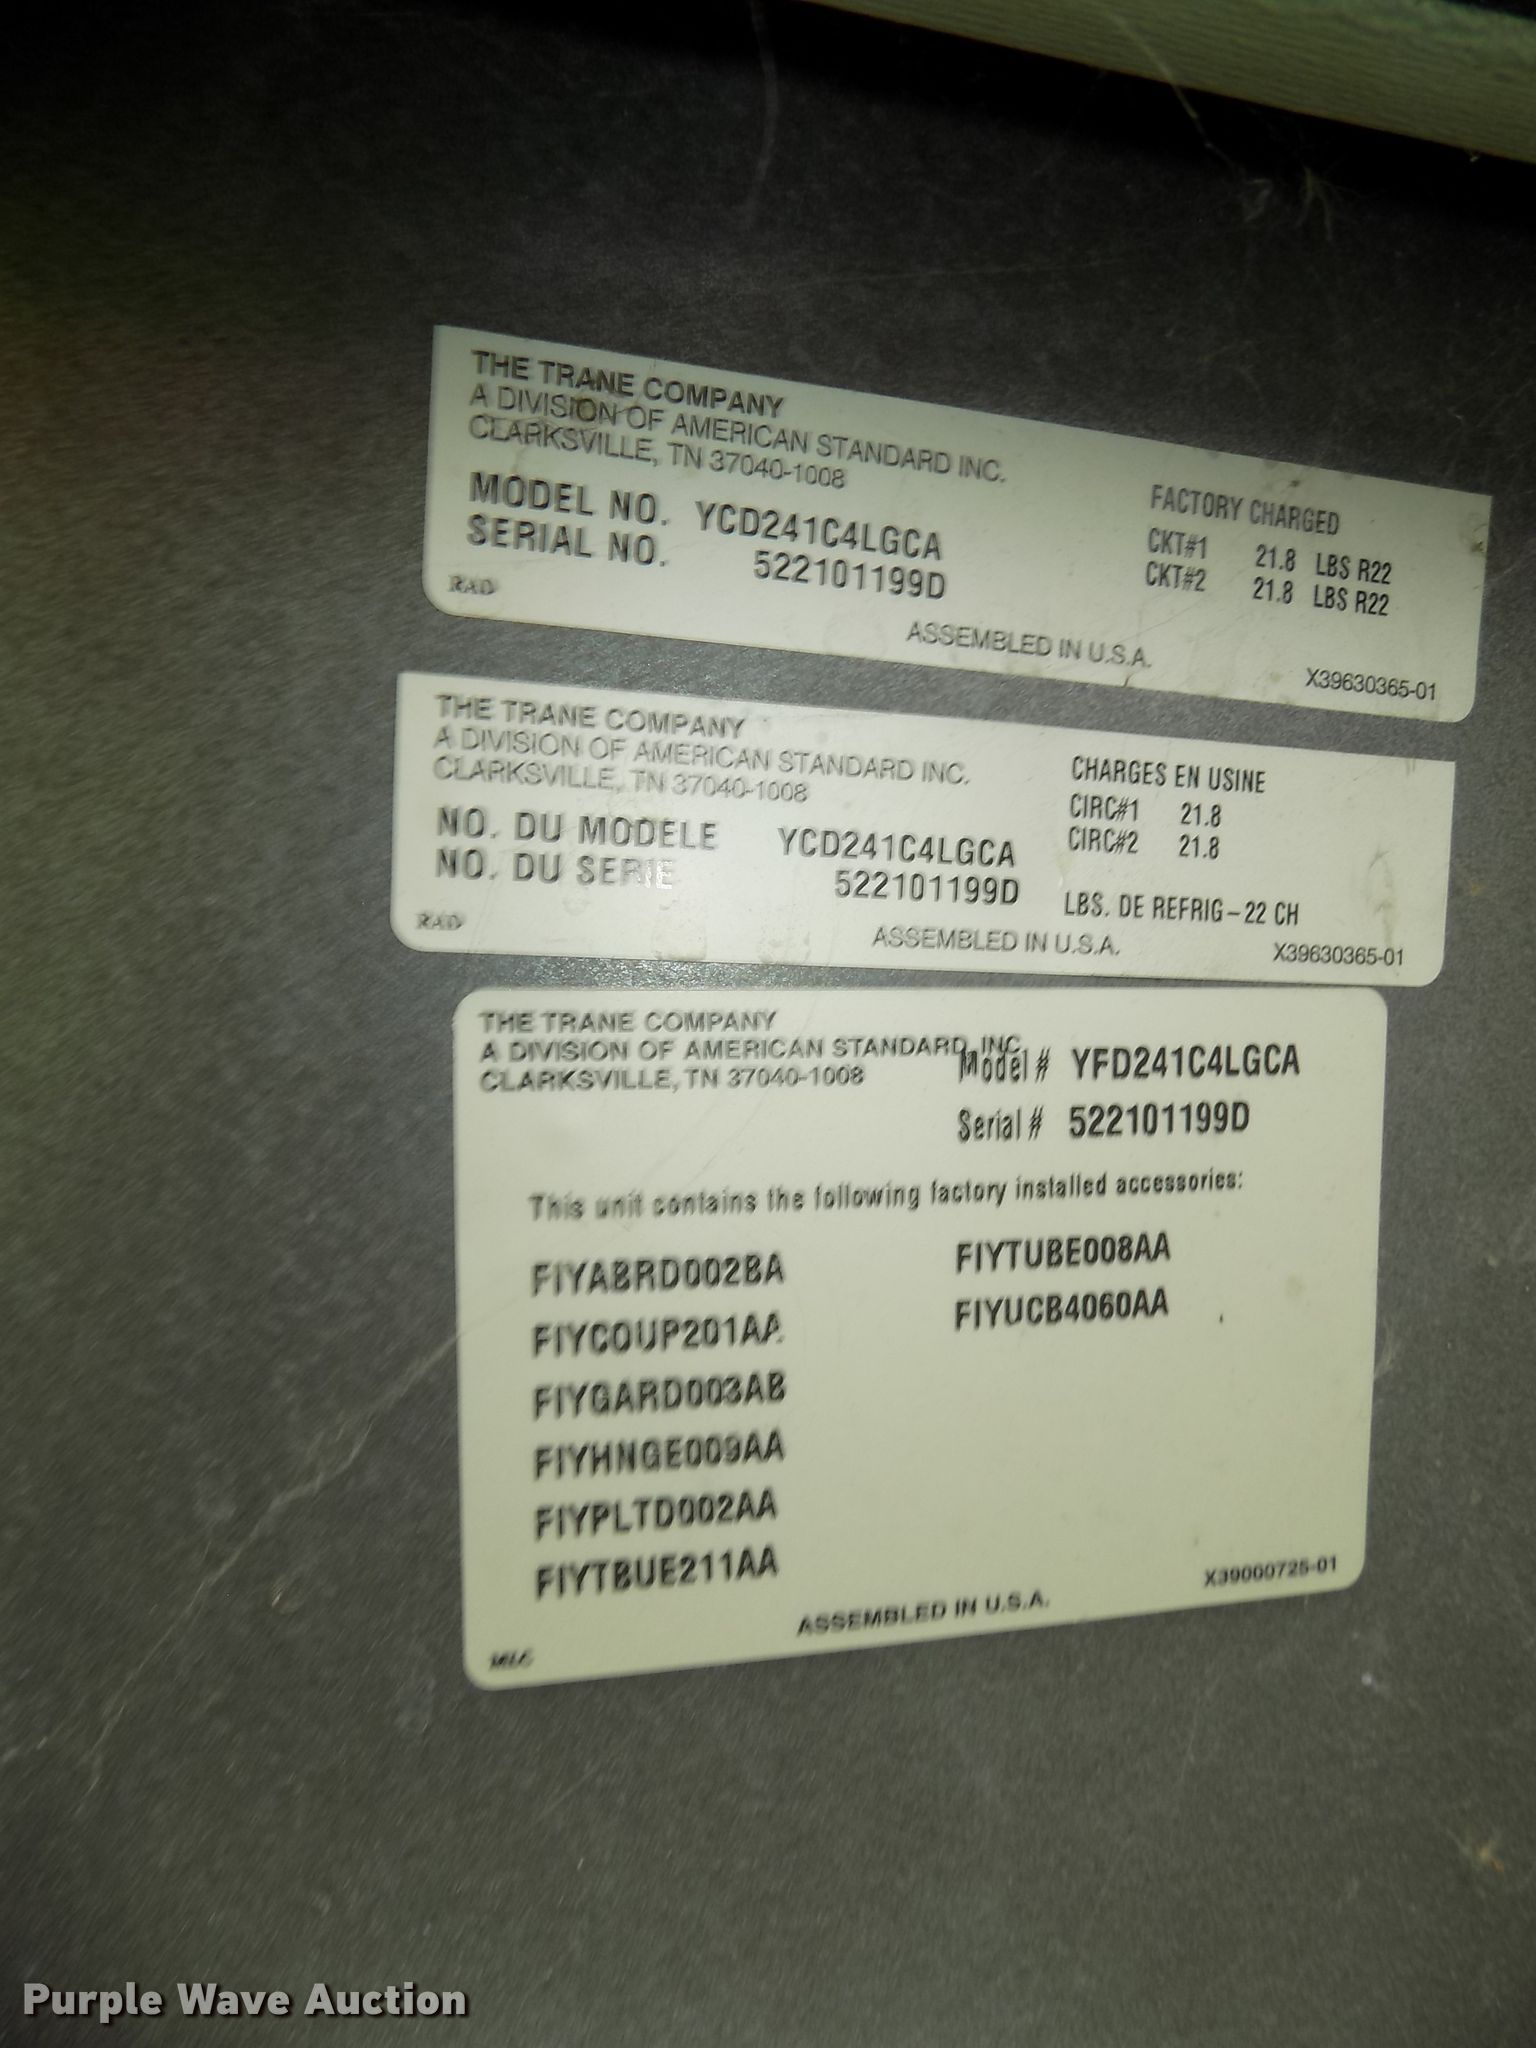 THE TRANE COMPANY
A DIVISION OF AMERICAN STANDARD INC.
CLARKSVILLE, TN 37040-1008
MODEL NO. YCD241C4LGCA
SERIAL NO. 522101199D
FACTORY CHARGED
CKT#1 21.8 LBS R22
CKT#2 21.8 LBS R22
RAD
ASSEMBLED IN U.S.A.
X39630365-01
THE TRANE COMPANY
A DIVISION OF AMERICAN STANDARD INC.
CLARKSVILLE, TN 37040-1008
NO. DU MODELE YCD241C4LGCA
NO. DU SERIE 522101199D
CHARGES EN USINE
CIRC#1 21.8
CIRC#2 21.8
LBS. DE REFRIG-22 CH
RAD
ASSEMBLED IN U.S.A.
X39630365-01
THE TRANE COMPANY
A DIVISION OF AMERICAN STANDARD, INC.
CLARKSVILLE, TN 37040-1008
Model # YFD241C4LGCA
Serial # 522101199D
This unit contains the following factory installed accessories:
FIYABRD002BA FIYTUBE008AA
FIYCOUP201AA FIYUCB4060AA
FIYGARD003AB
FIYHNGE009AA
FIYPLTD002AA
FIYTBUE211AA
ASSEMBLED IN U.S.A.
X39000725-01
MLC
Purple Wave Auction